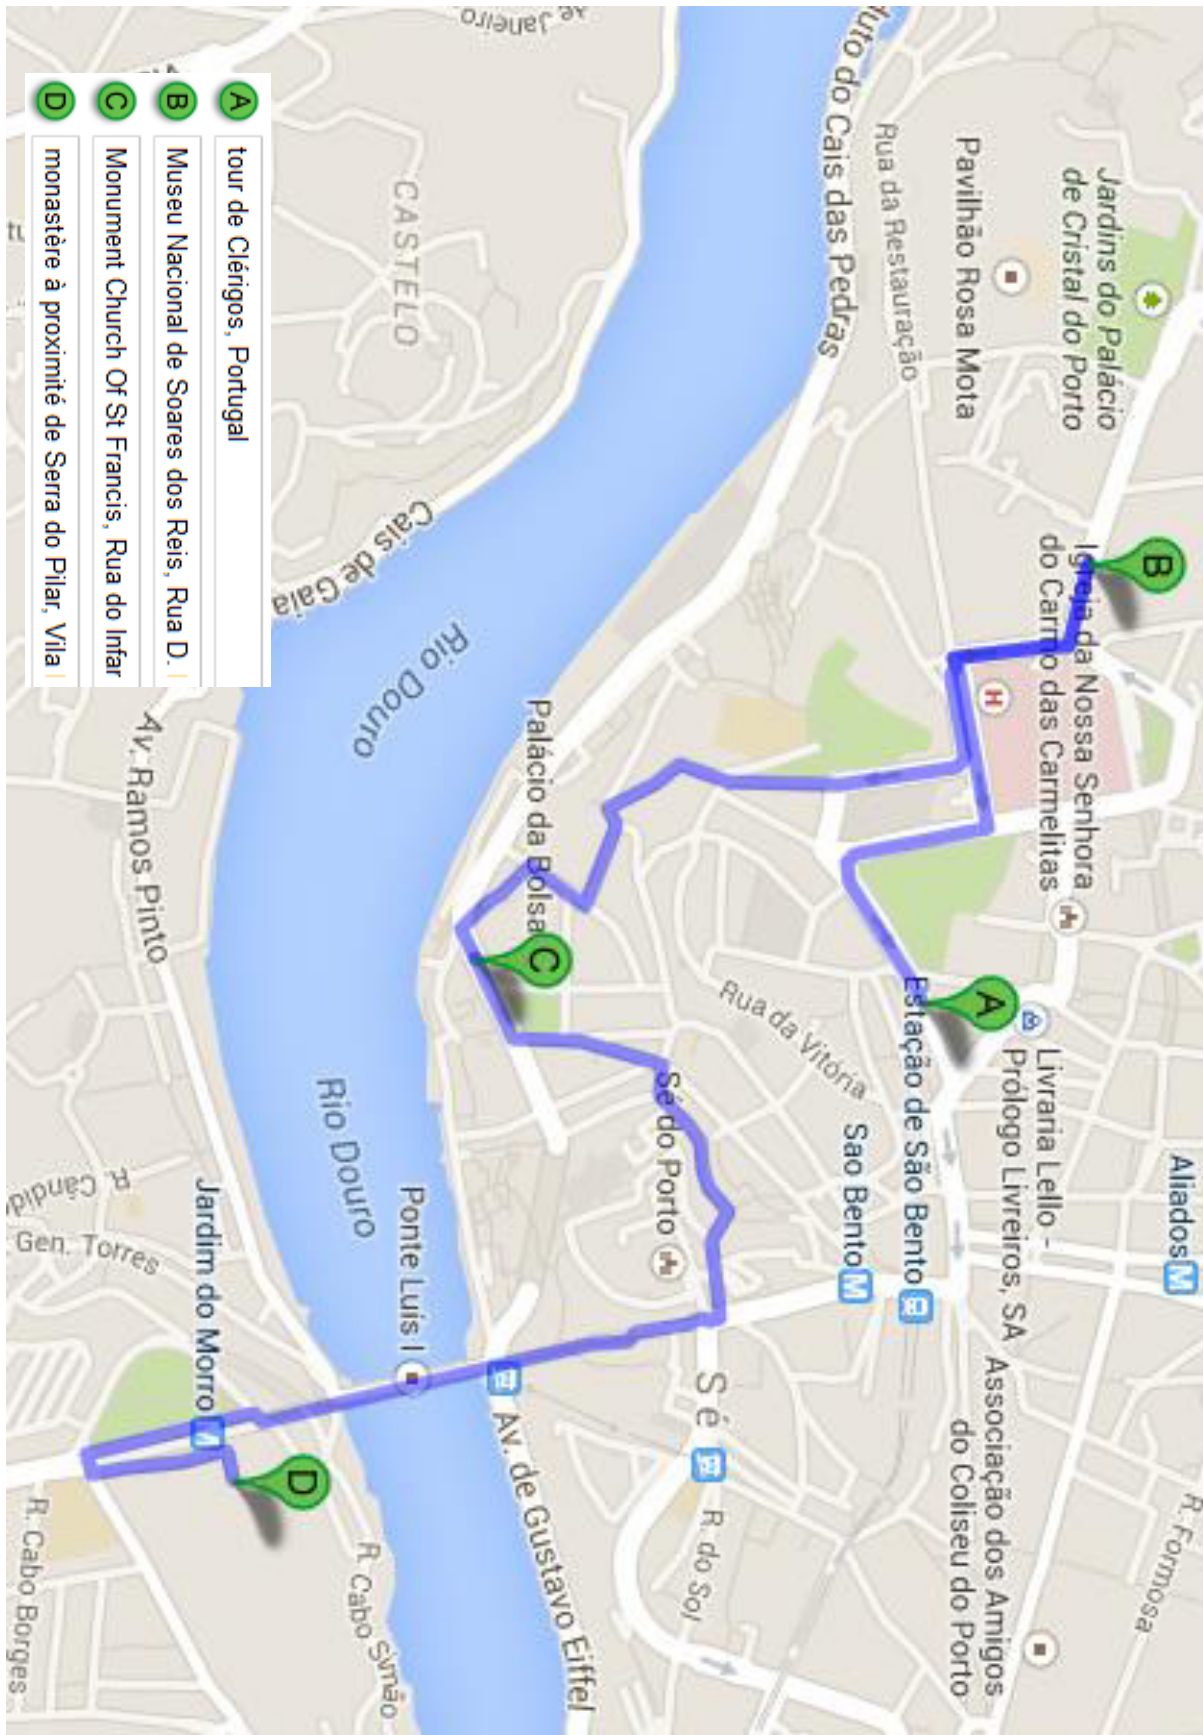 A
tour de Clérigos, Portugal
B
Museu Nacional de Soares dos Reis, Rua D.
C
Monument Church Of St Francis, Rua do Infar
D
monastère à proximité de Serra do Pilar, Vila
Jardins do Palácio
de Cristal do Porto
Pavilhão Rosa Mota
Rua da Restauração
do Cais das Pedras
de Janeiro
CASTELO
Cais de Gaia
Rio Douro
B
Igreja da Nossa Senhora
do Carmo das Carmelitas
H
Palácio da Bolsa
C
A
Livraria Lello -
Prólogo Livreiros, SA
Estação de São Bento
Rua da Vitória
Sao Bento
M
Aliados
M
Sé do Porto
Av. Ramos Pinto
Rio Douro
Ponte Luis I
R. Cândid
Gen. Torres
Jardim do Morro
D
Sé
Av. de Gustavo Eiffel
R. do Sol
Associação dos Amigos
do Coliseu do Porto
R. Formosa
R. Cabo Simão
R. Cabo Borges